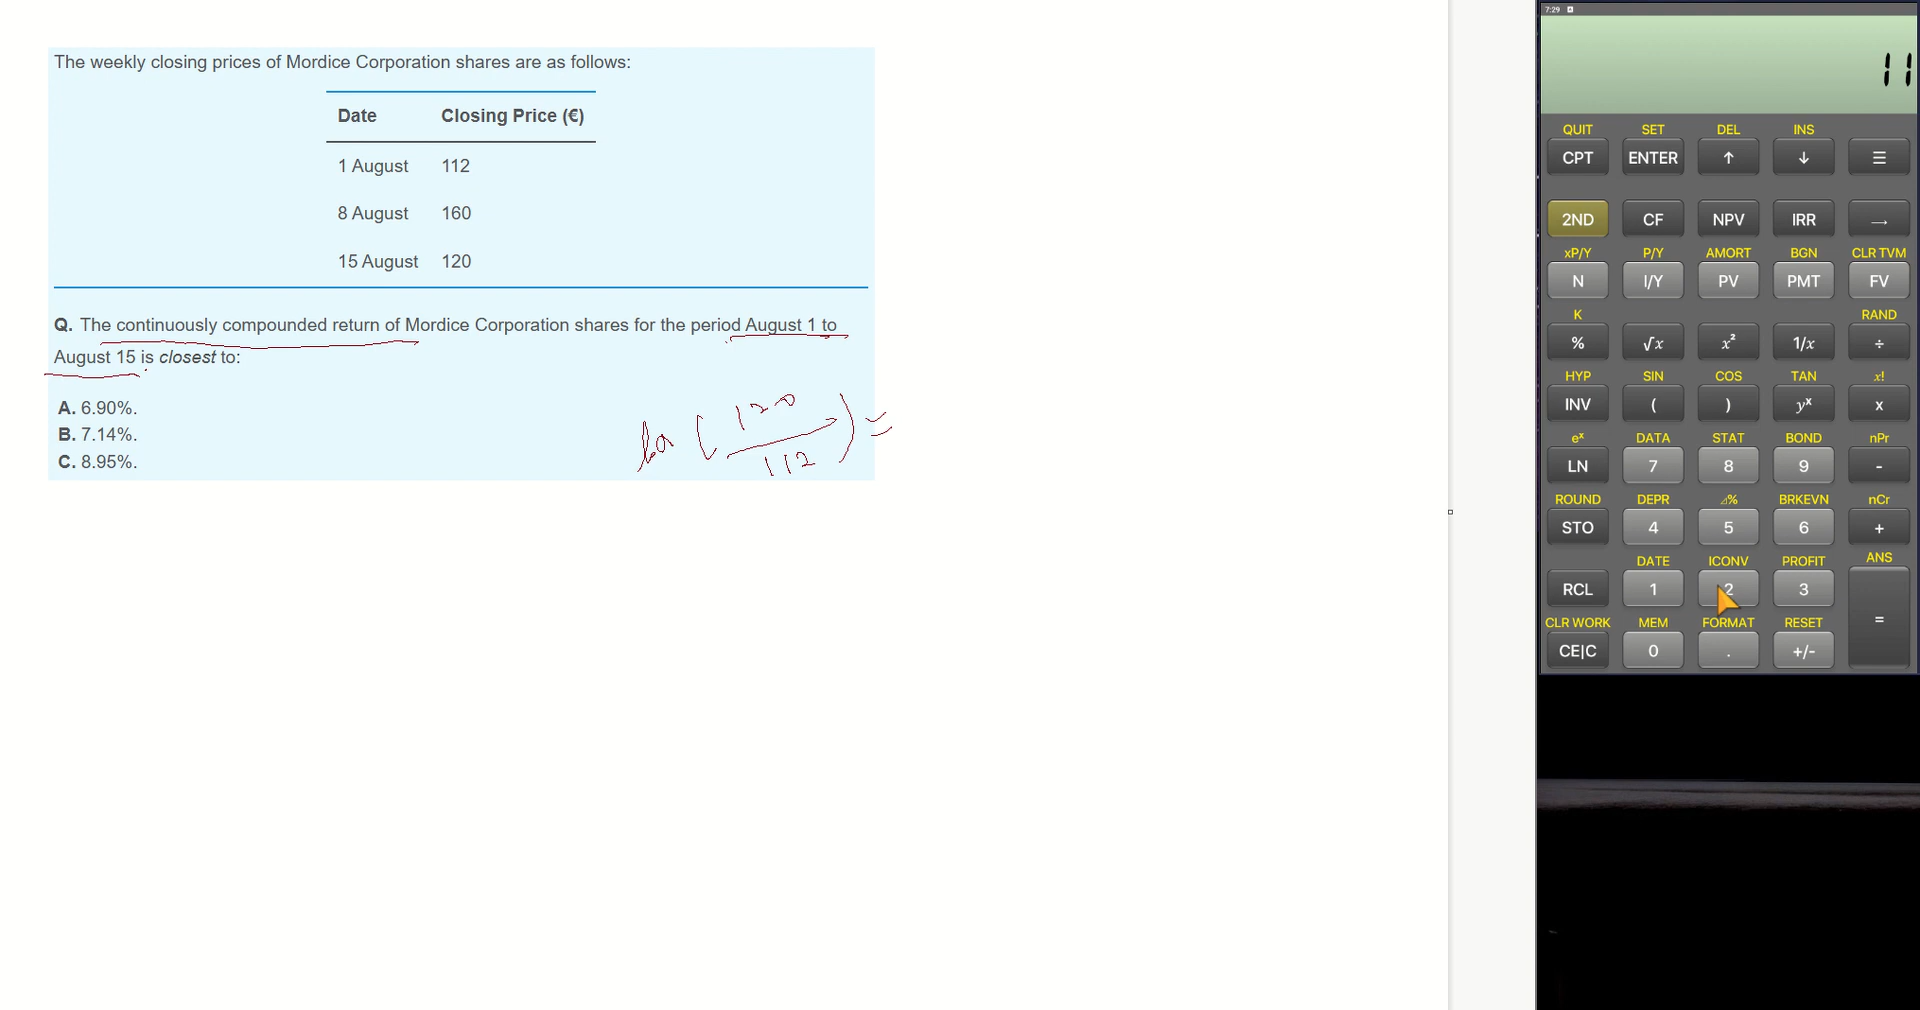 The weekly closing prices of Mordice Corporation shares are as follows:
Date Closing Price (€)
1 August 112
8 August 160
15 August 120
Q. The continuously compounded return of Mordice Corporation shares for the period August 1 to
August 15 is closest to:
A. 6.90%.
B. 7.14%.
C. 8.95%.
ln (120/112) =
7:29
11
QUIT SET DEL INS
CPT ENTER ↑ ↓ ☰
2ND CF NPV IRR →
xP/Y P/Y AMORT BGN CLR TVM
N I/Y PV PMT FV
K RAND
% √x x² 1/x ÷
HYP SIN COS TAN x!
INV ( ) yˣ x
eˣ DATA STAT BOND nPr
LN 7 8 9 -
ROUND DEPR ⊿% BRKEVN nCr
STO 4 5 6 +
DATE ICONV PROFIT ANS
RCL 1 2 3 =
CLR WORK MEM FORMAT RESET
CE|C 0 . +/-